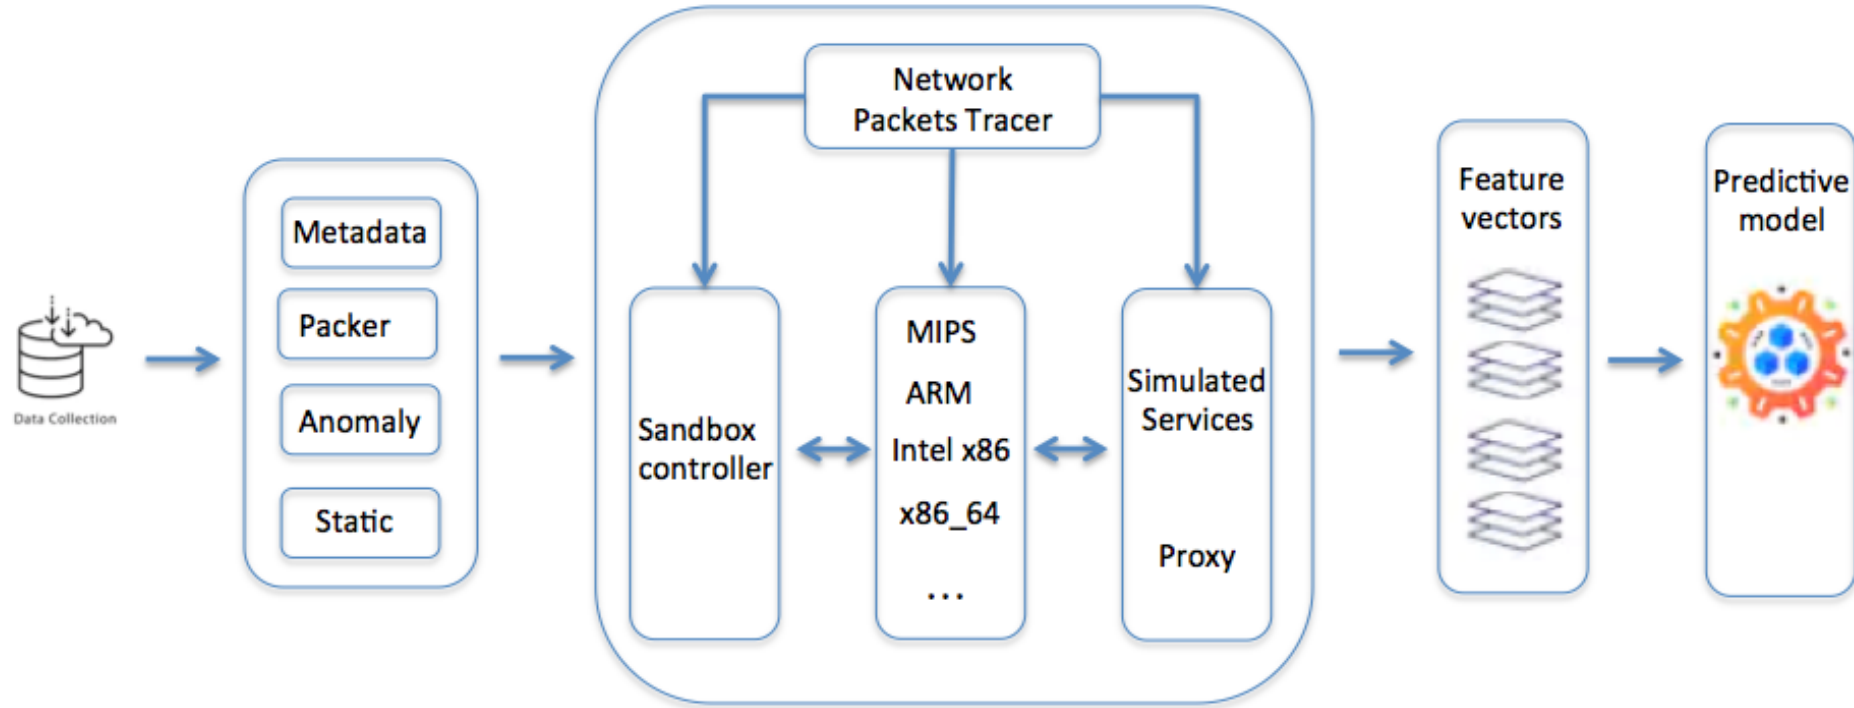 Data Collection
Metadata
Packer
Anomaly
Static
Network
Packets Tracer
Sandbox
controller
MIPS
ARM
Intel x86
x86_64
...
Simulated
Services
Proxy
Feature
vectors
Predictive
model